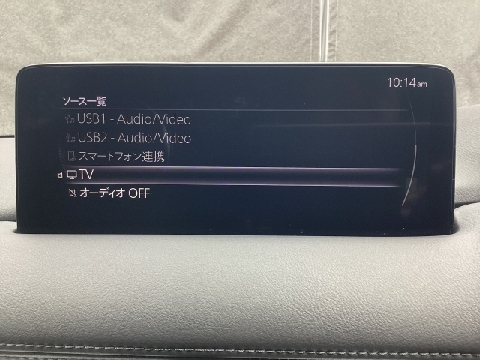 10:14am
ソース一覧
USB1 - Audio/Video
USB2 - Audio/Video
スマートフォン連携
TV
オーディオ OFF